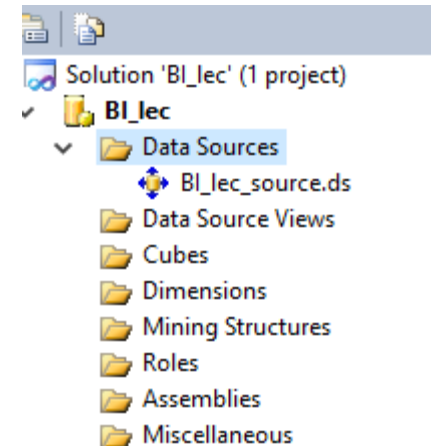 Solution 'BI_lec' (1 project)
BI_lec
Data Sources
BI_lec_source.ds
Data Source Views
Cubes
Dimensions
Mining Structures
Roles
Assemblies
Miscellaneous